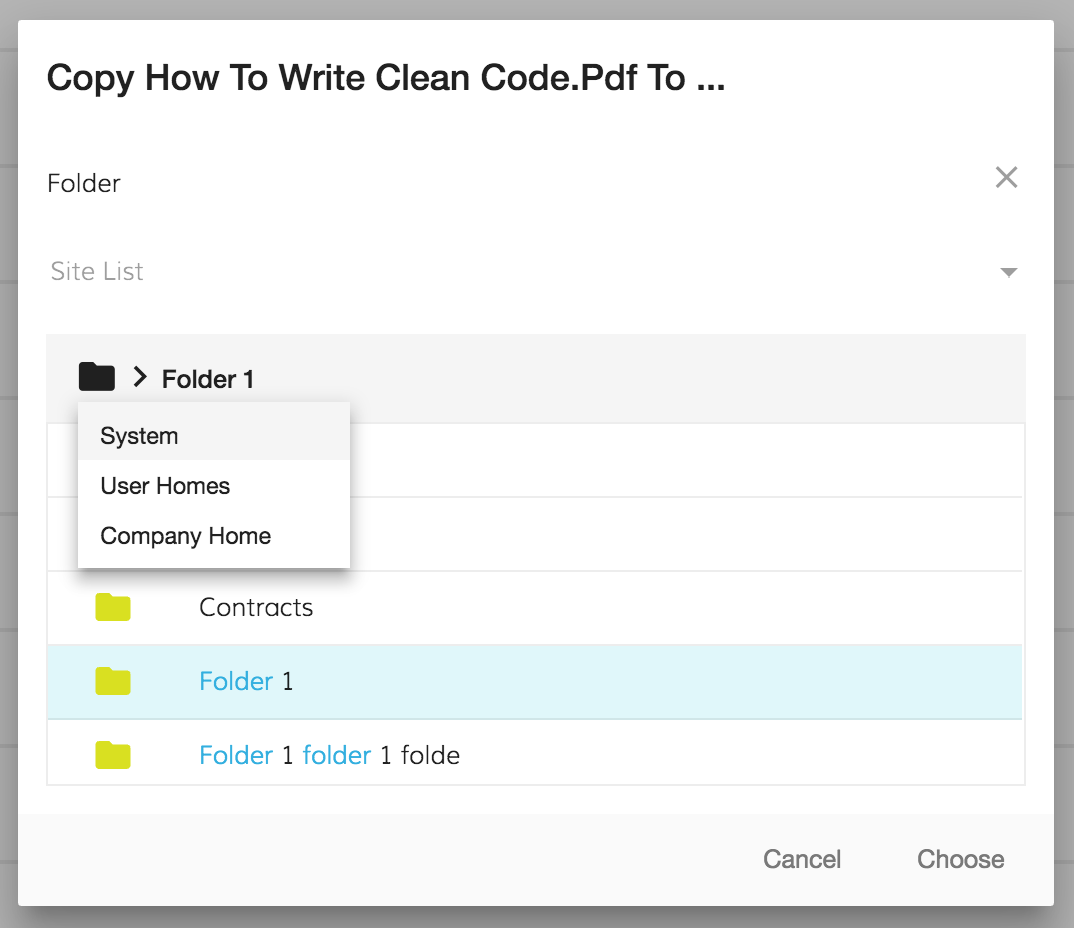 Copy How To Write Clean Code.Pdf To ...
Folder
Site List
Folder 1
System
User Homes
Company Home
Contracts
Folder 1
Folder 1 folder 1 folde
Cancel Choose